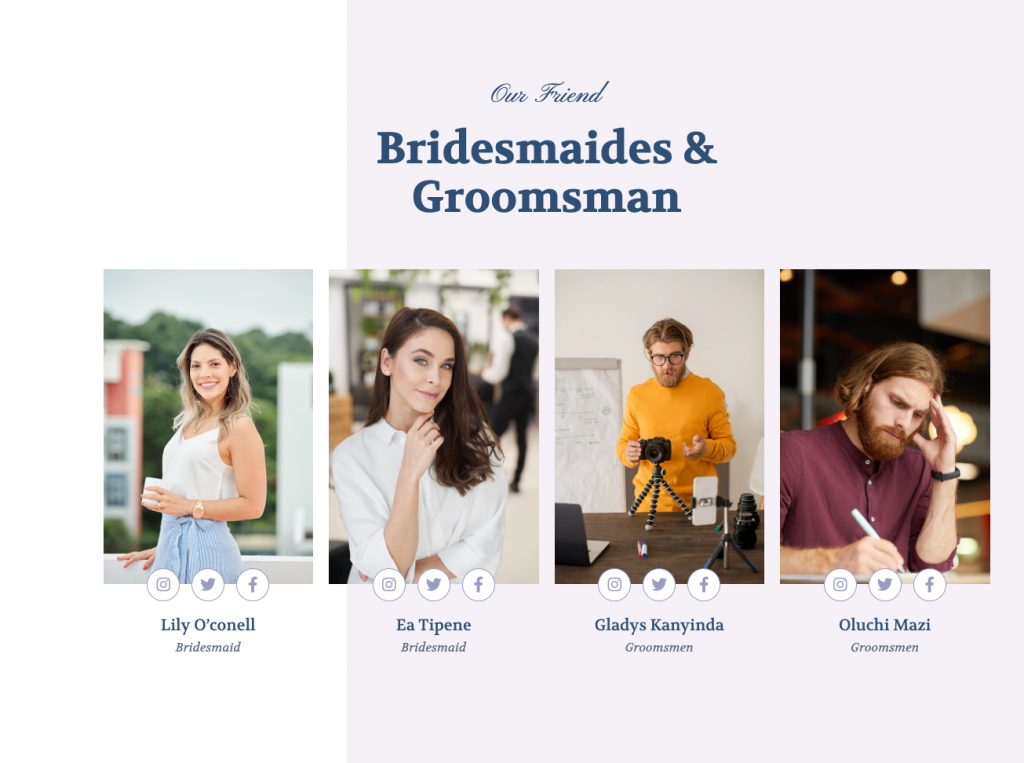 Our Friend
Bridesmaides &
Groomsman
Lily O’conell
Ea Tipene
Gladys Kanyinda
Oluchi Mazi
Bridesmaid
Bridesmaid
Groomsmen
Groomsmen